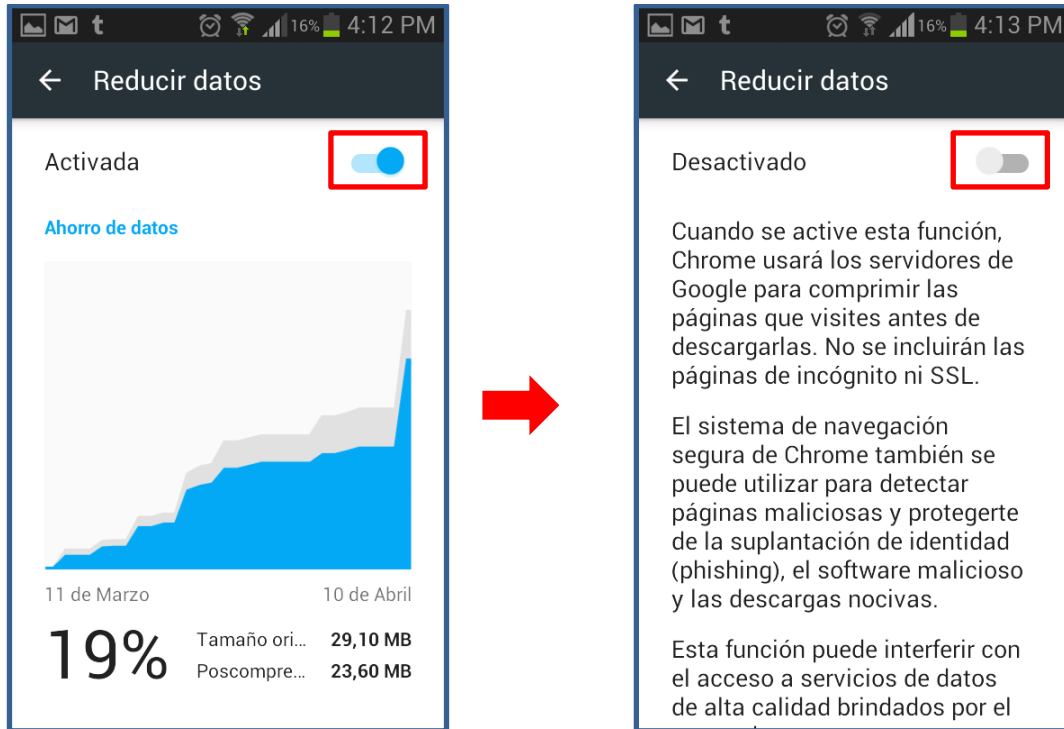 t 16% 4:12 PM
Reducir datos
Activada
Ahorro de datos
11 de Marzo 10 de Abril
19%
Tamaño ori... 29,10 MB
Poscompre... 23,60 MB
t 16% 4:13 PM
Reducir datos
Desactivado
Cuando se active esta función,
Chrome usará los servidores de
Google para comprimir las
páginas que visites antes de
descargarlas. No se incluirán las
páginas de incógnito ni SSL.
El sistema de navegación
segura de Chrome también se
puede utilizar para detectar
páginas maliciosas y protegerte
de la suplantación de identidad
(phishing), el software malicioso
y las descargas nocivas.
Esta función puede interferir con
el acceso a servicios de datos
de alta calidad brindados por el